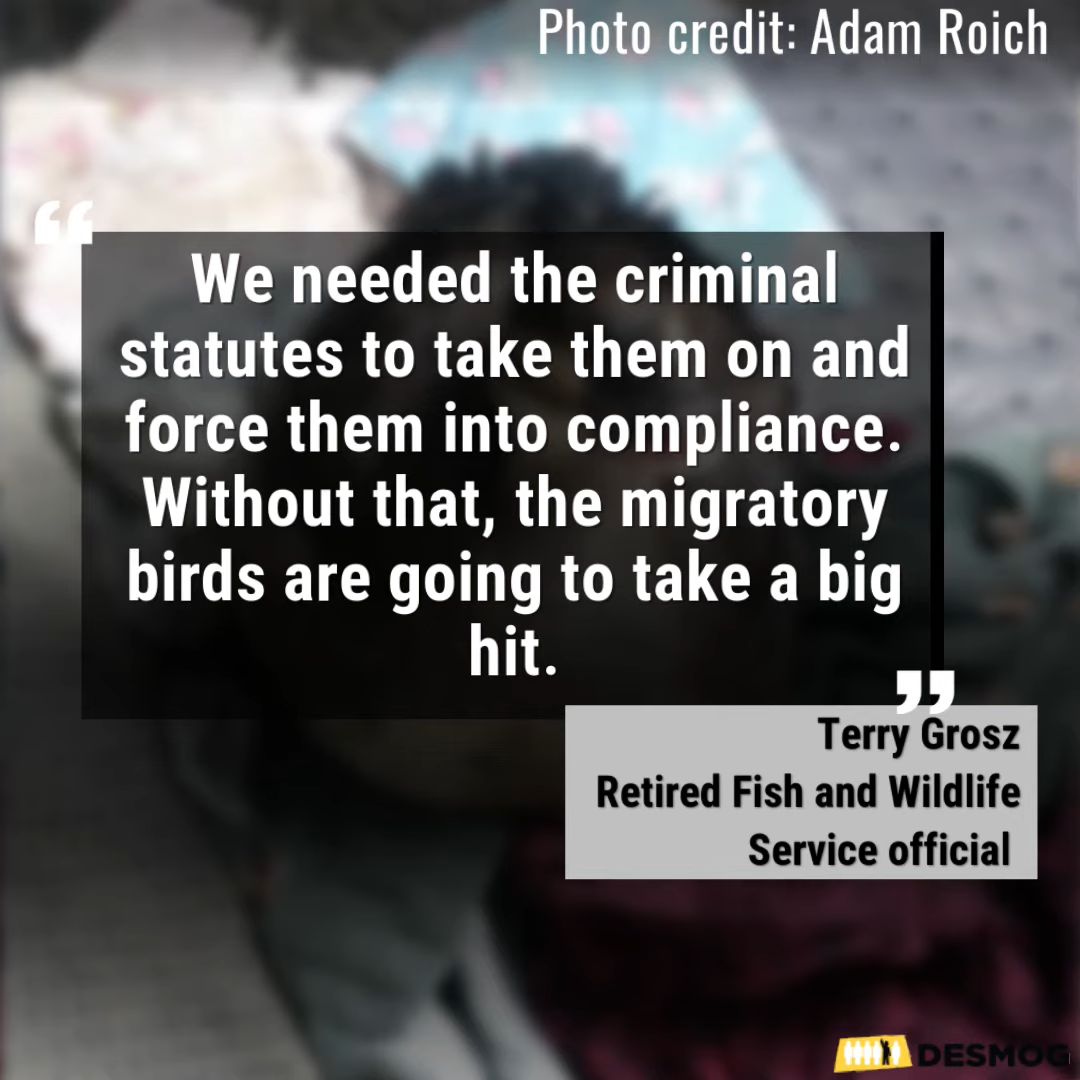 Photo credit: Adam Roich
“
We needed the criminal
statutes to take them on and
force them into compliance.
Without that, the migratory
birds are going to take a big
hit.
”
Terry Grosz
Retired Fish and Wildlife
Service official
DESMOG